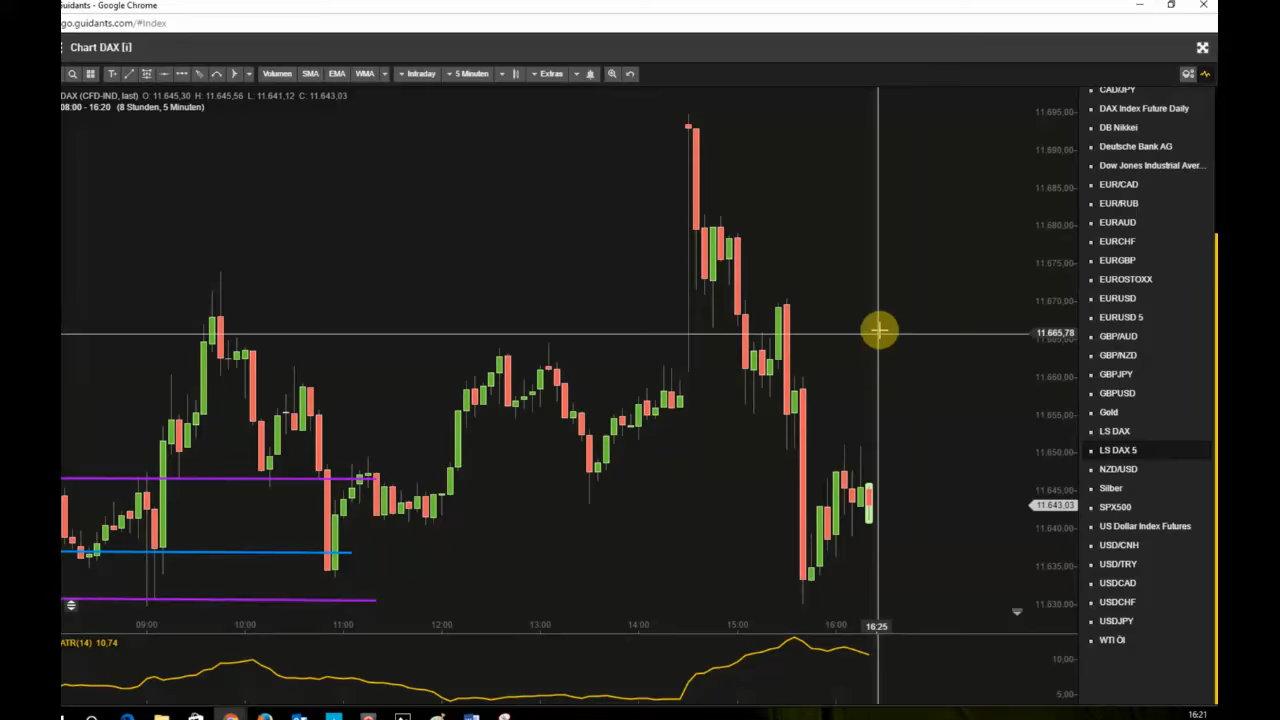 Guidants - Google Chrome
go.guidants.com/#Index
Chart DAX [i]
T Volumen SMA EMA WMA Intraday 5 Minuten Extras
DAX (CFD-IND, last) O: 11.645,30 H: 11.645,56 L: 11.641,12 C: 11.643,03
08:00 - 16:20 (8 Stunden, 5 Minuten)
11.695,00
11.690,00
11.685,00
11.680,00
11.675,00
11.670,00
11.665,78
11.665,00
11.660,00
11.655,00
11.650,00
11.645,00
11.643,03
11.640,00
11.635,00
11.630,00
09:00 10:00 11:00 12:00 13:00 14:00 15:00 16:00 16:25
ATR(14) 10,74
10,00
5,00
CAD/JPY
DAX Index Future Daily
DB Nikkei
Deutsche Bank AG
Dow Jones Industrial Aver...
EUR/CAD
EUR/RUB
EURAUD
EURCHF
EURGBP
EUROSTOXX
EURUSD
EURUSD 5
GBP/AUD
GBP/NZD
GBPJPY
GBPUSD
Gold
LS DAX
LS DAX 5
NZD/USD
Silber
SPX500
US Dollar Index Futures
USD/CNH
USD/TRY
USDCAD
USDCHF
USDJPY
WTI Öl
16:21